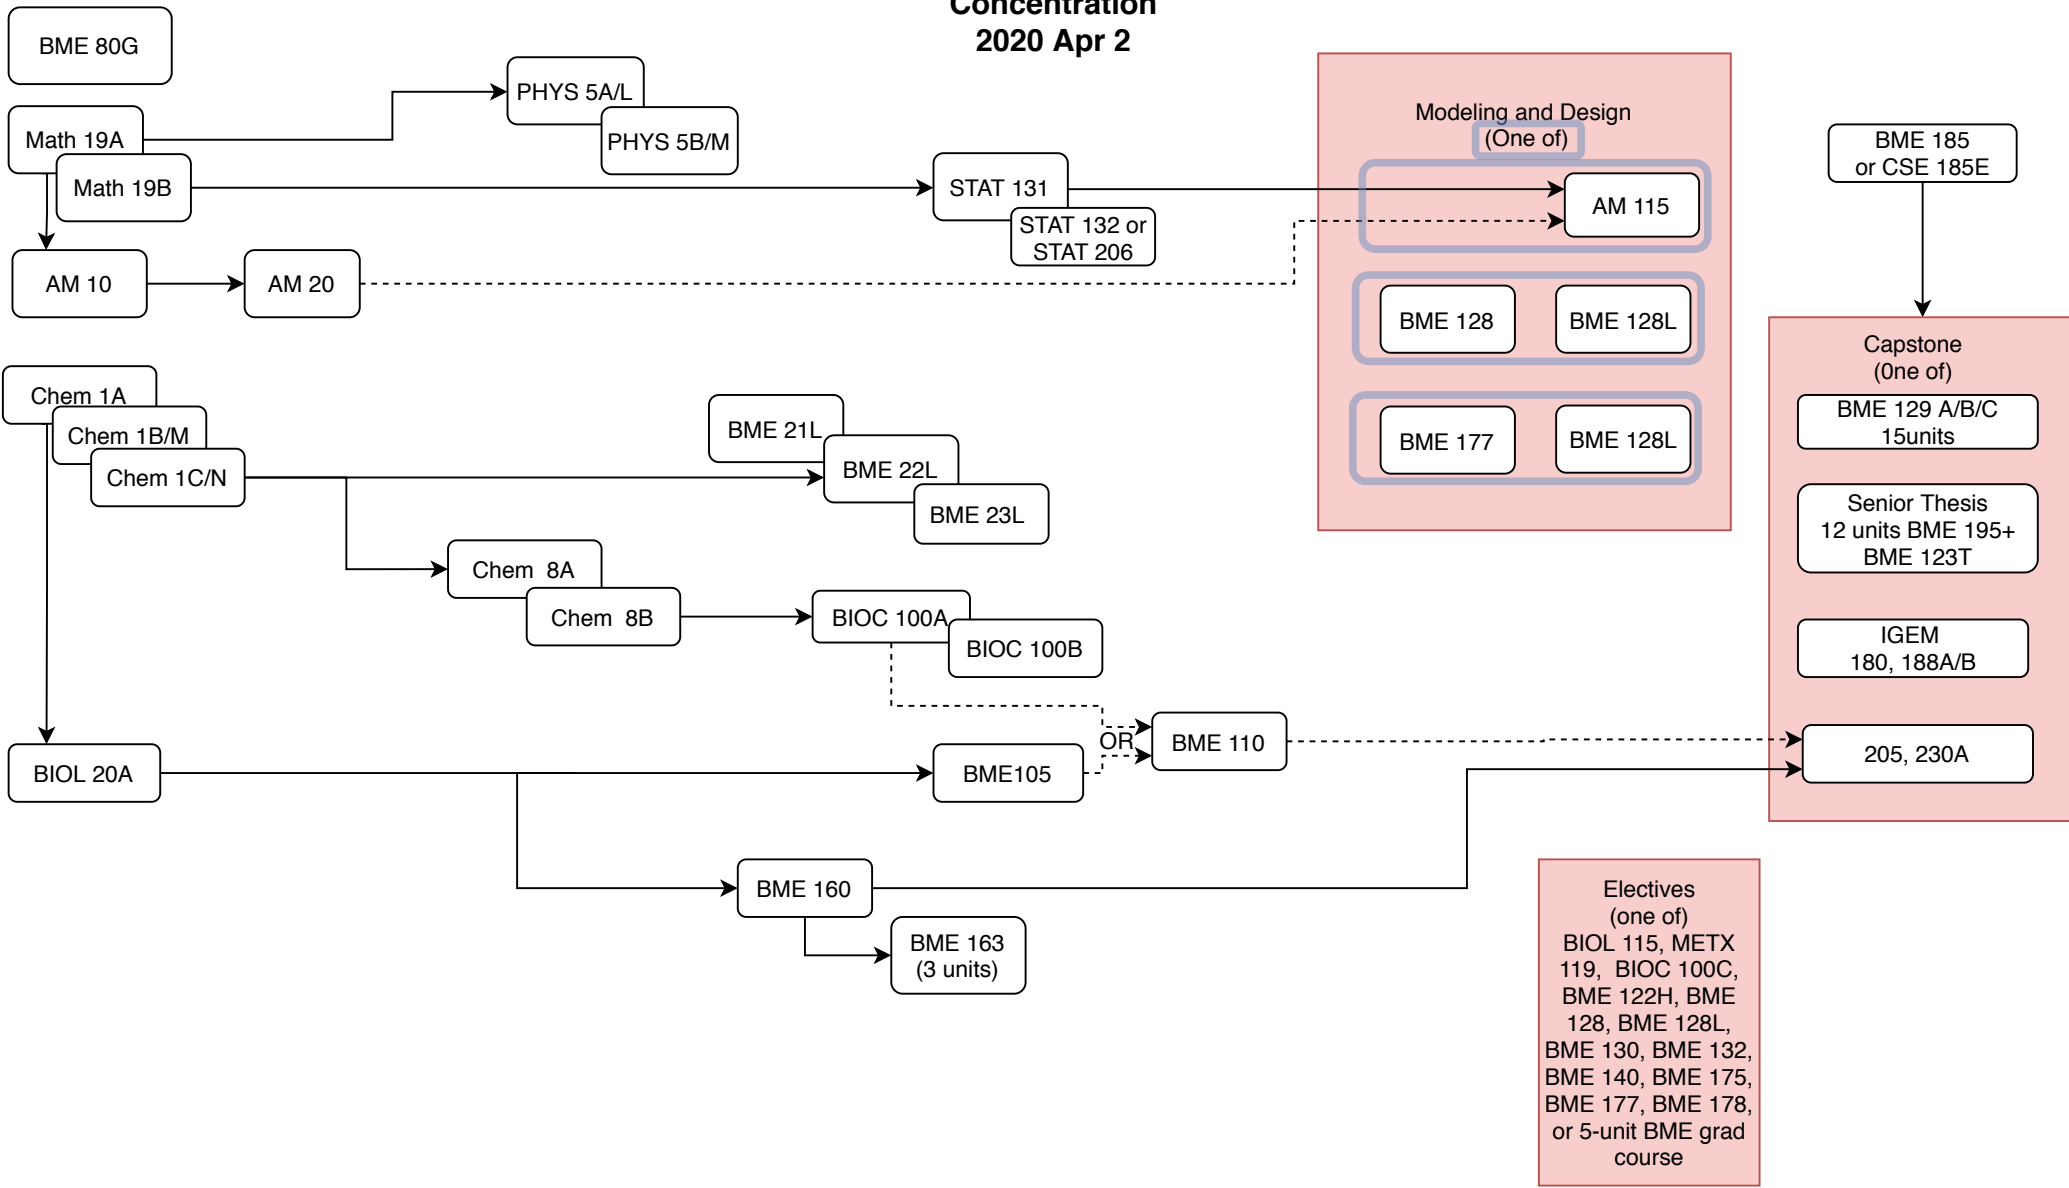 Concentration
2020 Apr 2
BME 80G
PHYS 5A/L
PHYS 5B/M
Math 19A
Math 19B
STAT 131
STAT 132 or
STAT 206
AM 10
AM 20
Modeling and Design
(One of)
AM 115
BME 128
BME 128L
BME 177
BME 128L
BME 185
or CSE 185E
Capstone
(0ne of)
BME 129 A/B/C
15units
Senior Thesis
12 units BME 195+
BME 123T
IGEM
180, 188A/B
205, 230A
Chem 1A
Chem 1B/M
Chem 1C/N
BME 21L
BME 22L
BME 23L
Chem  8A
Chem  8B
BIOC 100A
BIOC 100B
OR
BME 110
BIOL 20A
BME105
BME 160
BME 163
(3 units)
Electives
(one of)
BIOL 115, METX
119,  BIOC 100C,
BME 122H, BME
128, BME 128L,
BME 130, BME 132,
BME 140, BME 175,
BME 177, BME 178,
or 5-unit BME grad
course